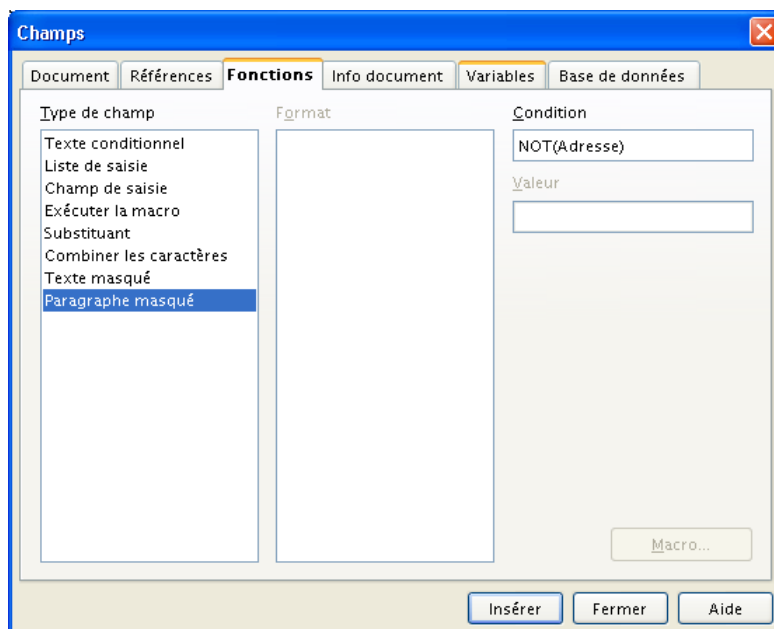 Champs
Document Références Fonctions Info document Variables Base de données
Type de champ
Texte conditionnel
Liste de saisie
Champ de saisie
Exécuter la macro
Substituant
Combiner les caractères
Texte masqué
Paragraphe masqué
Format
Condition
NOT(Adresse)
Valeur
Macro...
Insérer Fermer Aide